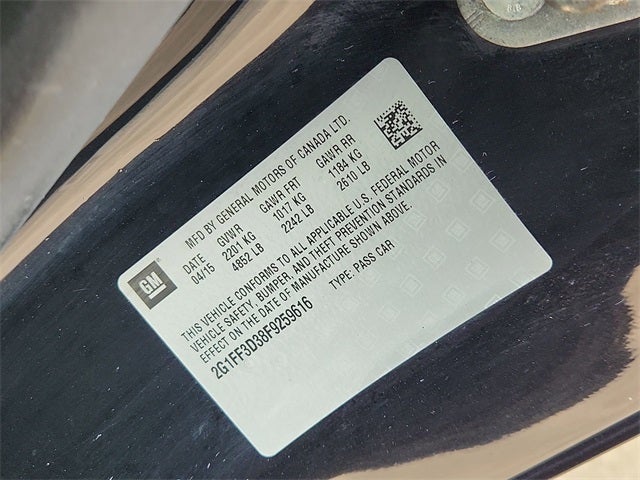 GM
MFD BY GENERAL MOTORS OF CANADA LTD.
DATE GVWR GAWR FRT GAWR RR
04/15 2201 KG 1017 KG 1184 KG
4852 LB 2242 LB 2610 LB
THIS VEHICLE CONFORMS TO ALL APPLICABLE U.S. FEDERAL MOTOR
VEHICLE SAFETY, BUMPER, AND THEFT PREVENTION STANDARDS IN
EFFECT ON THE DATE OF MANUFACTURE SHOWN ABOVE.
2G1FF3D38F9259616 TYPE: PASS CAR